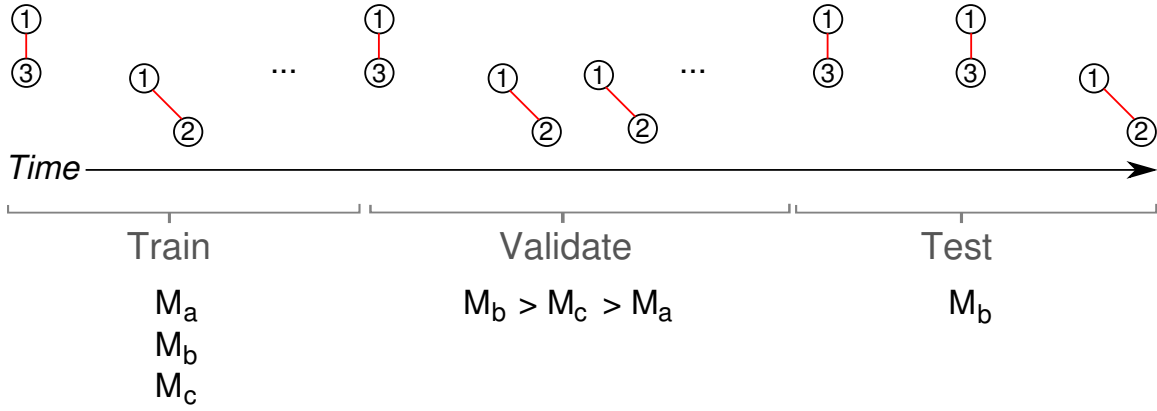 1 1 1 1
3 1 ... 3 1 1 ... 3 3 1
2 2 2 2
Time
Train Validate Test
Ma Mb > Mc > Ma Mb
Mb
Mc